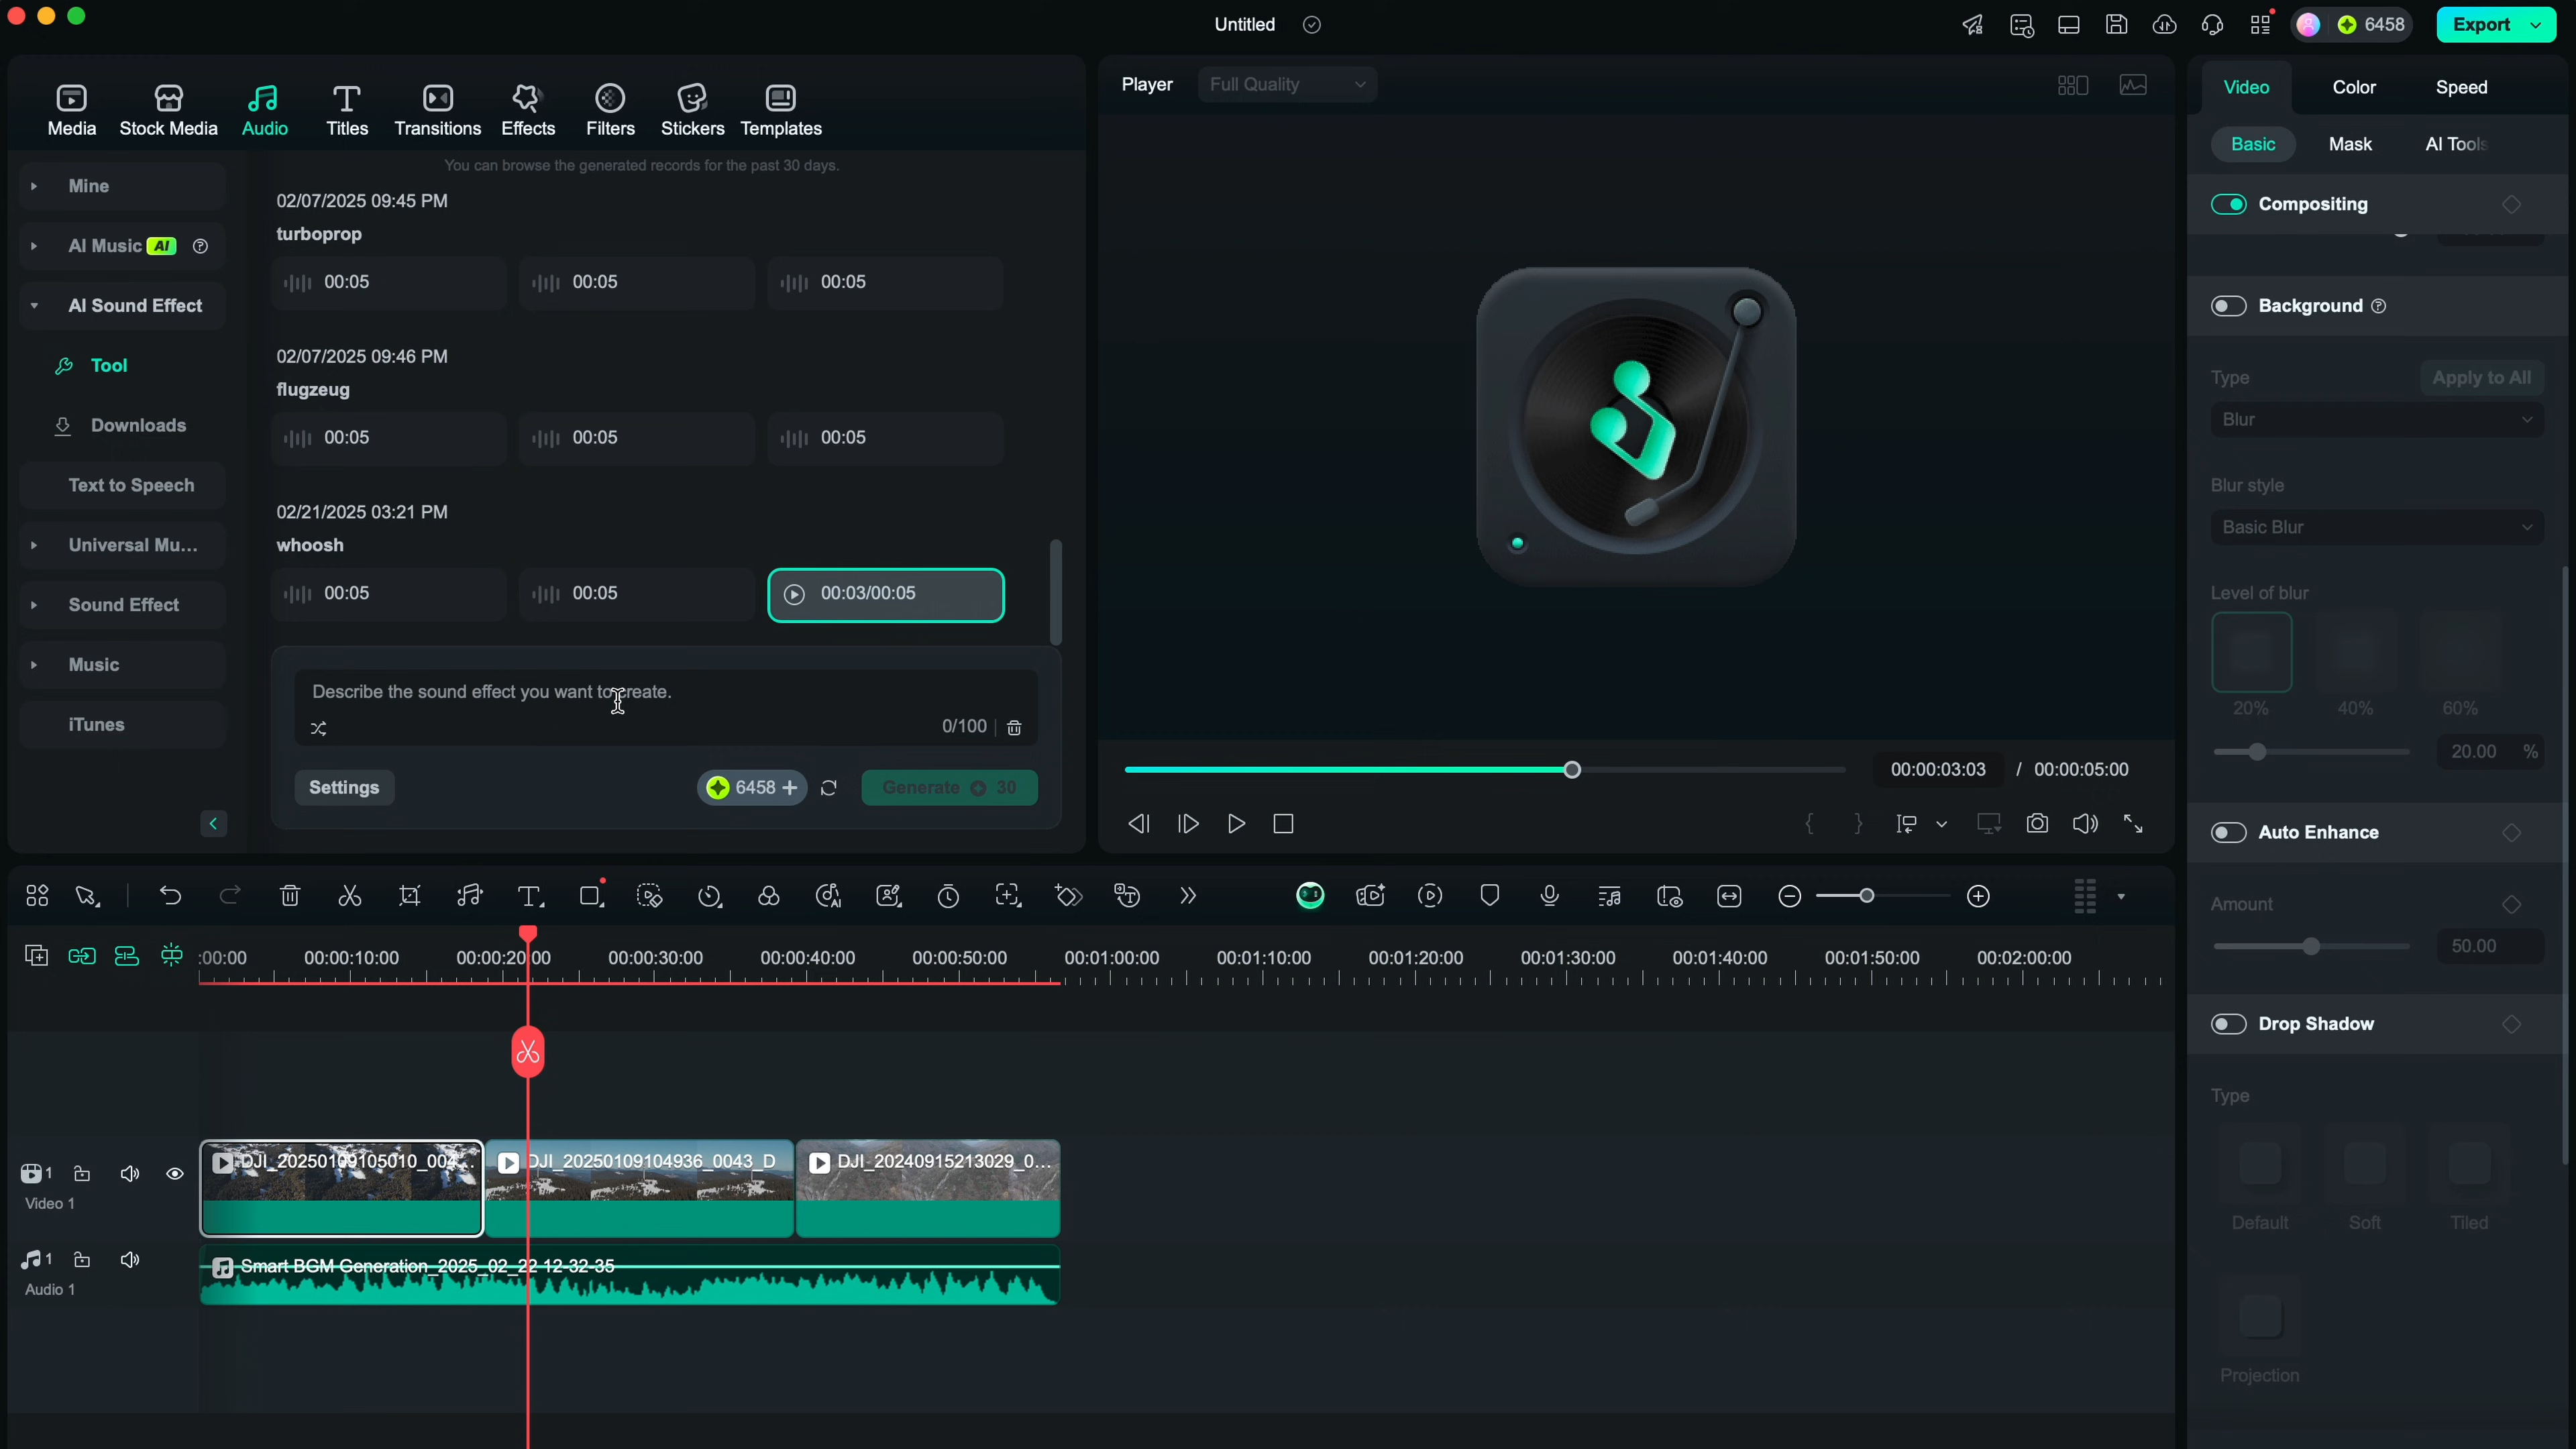 Untitled
6458
Export
Media
Stock Media
Audio
Titles
Transitions
Effects
Filters
Stickers
Templates
Player
Full Quality
Video
Color
Speed
Basic
Mask
AI Tools
Mine
AI Music AI
AI Sound Effect
Tool
Downloads
Text to Speech
Universal Mu...
Sound Effect
Music
iTunes
You can browse the generated records for the past 30 days.
02/07/2025 09:45 PM
turboprop
00:05
00:05
00:05
02/07/2025 09:46 PM
flugzeug
00:05
00:05
00:05
02/21/2025 03:21 PM
whoosh
00:05
00:05
00:03/00:05
Describe the sound effect you want to create.
0/100
Settings
6458
Generate 30
00:00:03:03 / 00:00:05:00
Compositing
Background
Type
Apply to All
Blur
Blur style
Basic Blur
Level of blur
20%
40%
60%
20.00 %
Auto Enhance
Amount
50.00
Drop Shadow
Type
Default
Soft
Tiled
Projection
:00:00
00:00:10:00
00:00:20:00
00:00:30:00
00:00:40:00
00:00:50:00
00:01:00:00
00:01:10:00
00:01:20:00
00:01:30:00
00:01:40:00
00:01:50:00
00:02:00:00
1
Video 1
DJI_20250109105010_004...
DJI_20250109104936_0043_D
DJI_20240915213029_0...
1
Audio 1
Smart BGM Generation_2025_02_22 12-32-35